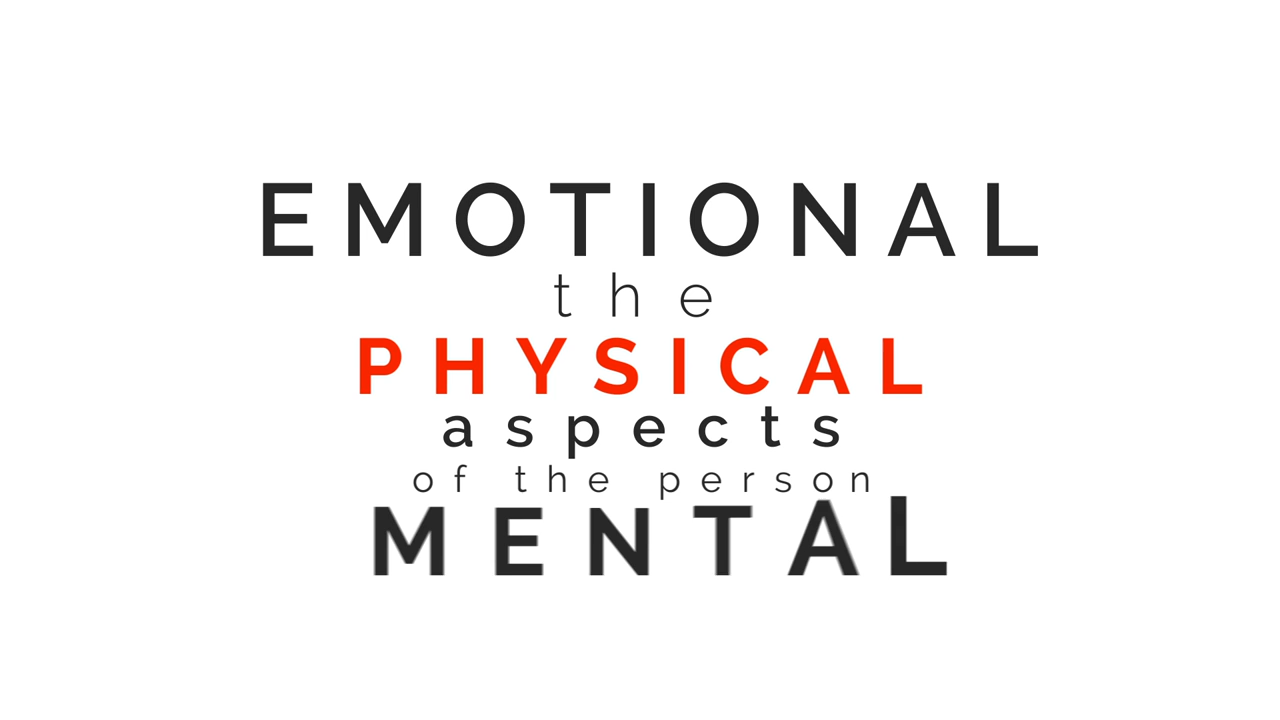 EMOTIONAL
the
PHYSICAL
aspects
of the person
MENTAL